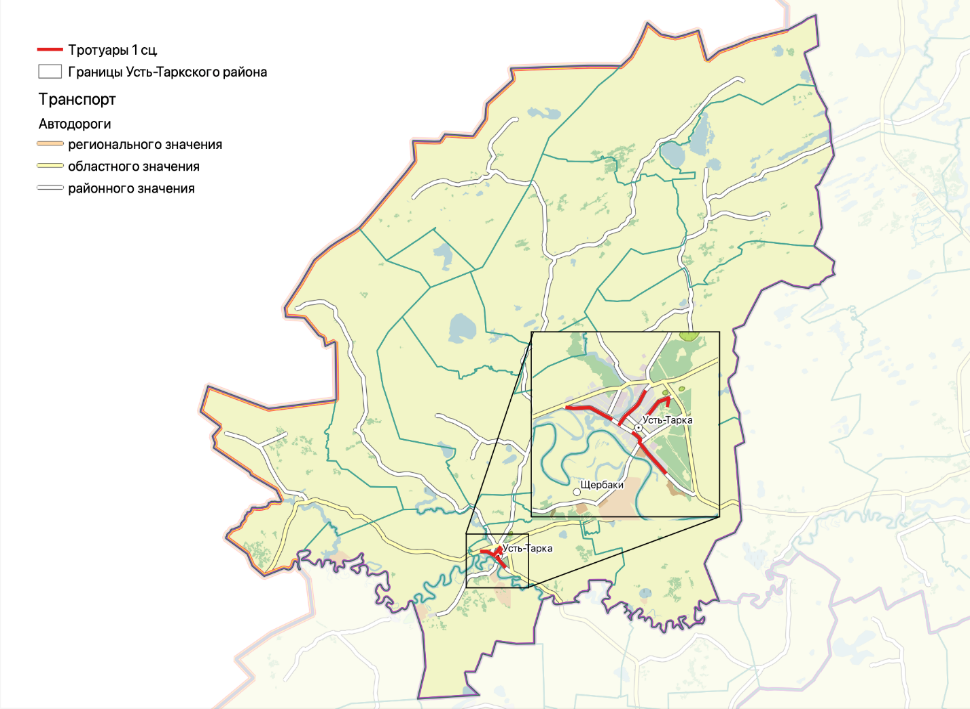 Тротуары 1 сц.
Границы Усть-Таркского района
Транспорт
Автодороги
регионального значения
областного значения
районного значения
Усть-Тарка
Щербаки
Усть-Тарка